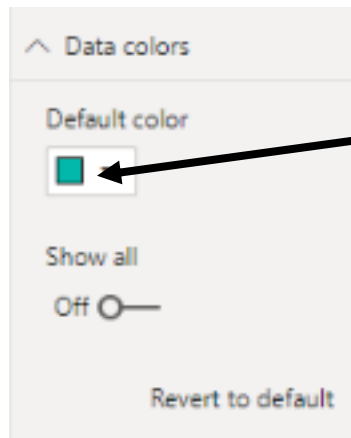 Data colors
Default color
Show all
Off
Revert to default